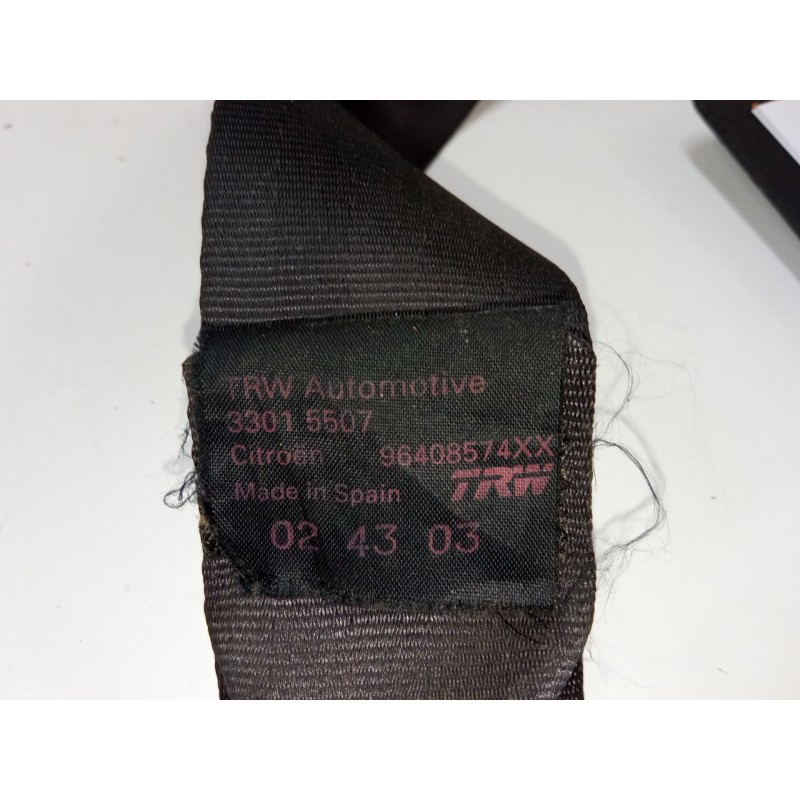 TRW Automotive
3301 5507
Citroën 96408574XX
Made in Spain TRW
02 43 03